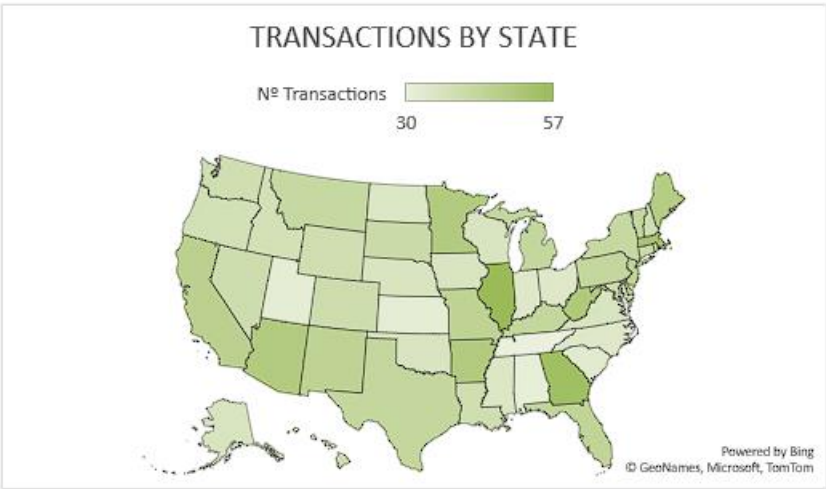 TRANSACTIONS BY STATE
Nº Transactions
30 57
Powered by Bing
© GeoNames, Microsoft, TomTom